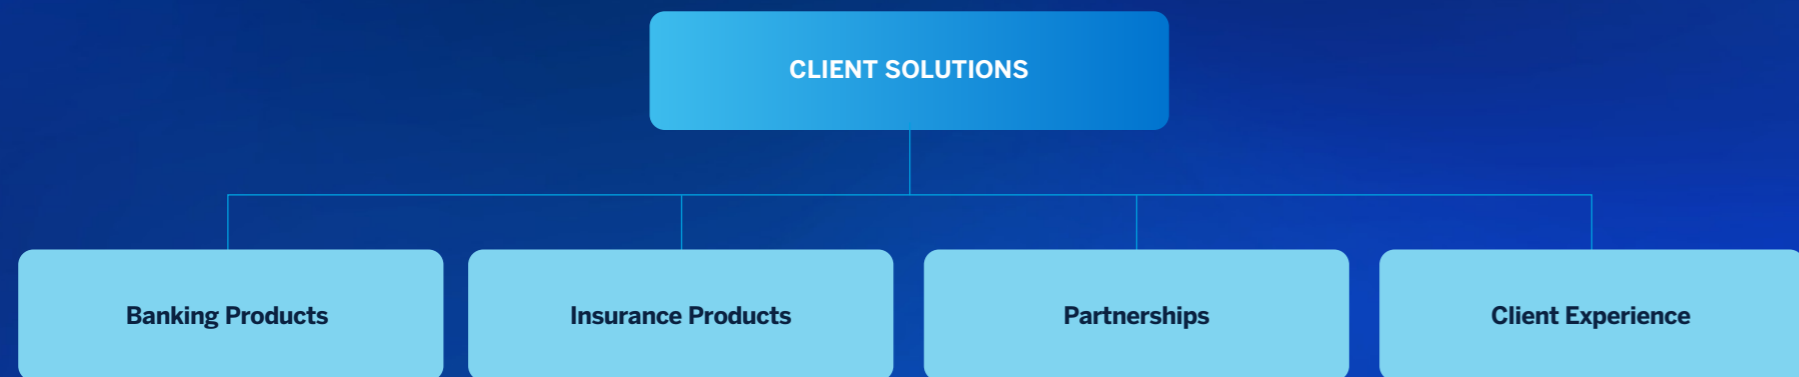 CLIENT SOLUTIONS
Banking Products
Insurance Products
Partnerships
Client Experience